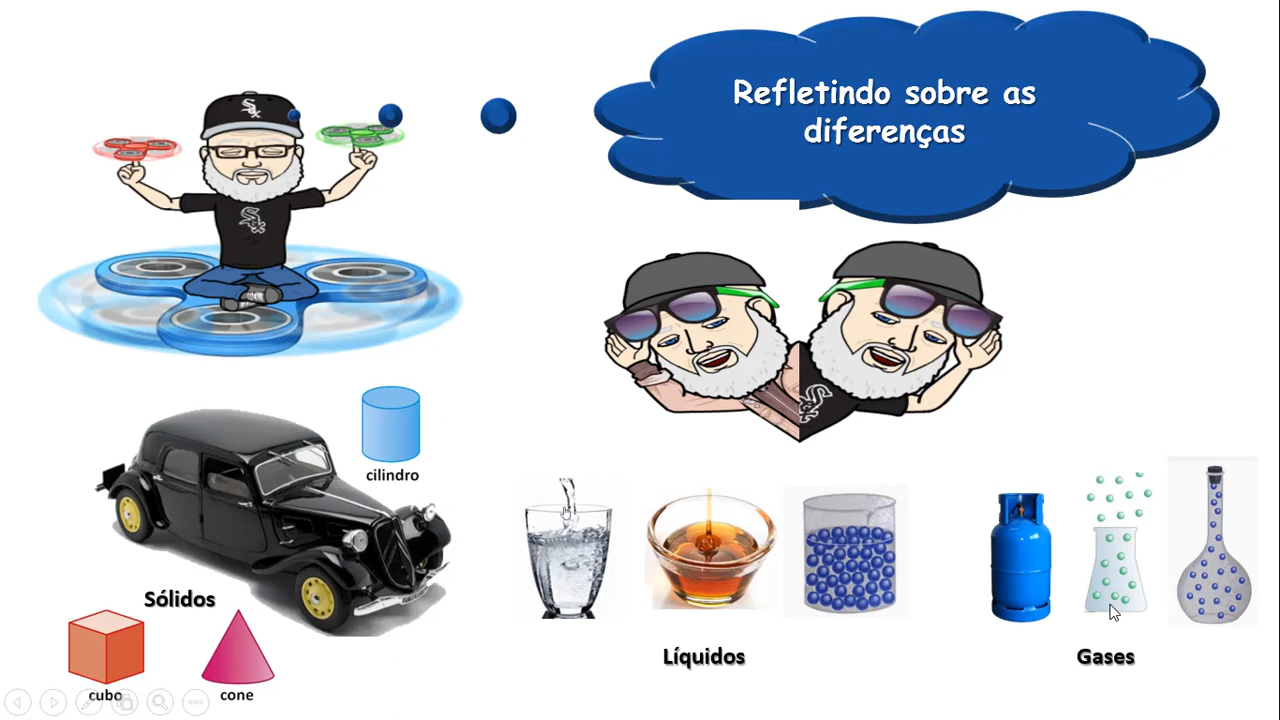 Refletindo sobre as
diferenças
cilindro
Sólidos
cubo
cone
Líquidos
Gases